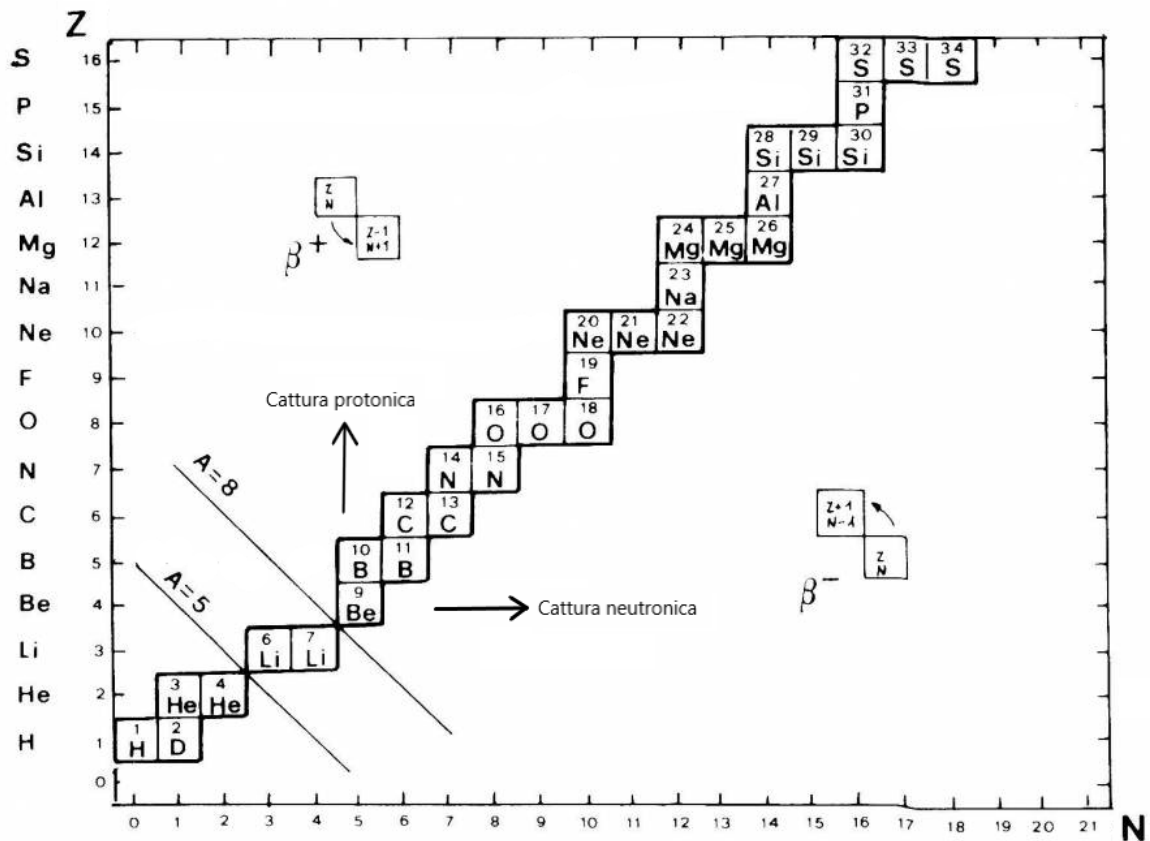 Z
S
16
32
33
34
S
S
S
P
15
31
P
Si
14
28
29
30
Si
Si
Si
Al
13
Z
N
27
Al
Mg
12
β+
Z-1
N+1
24
25
26
Mg
Mg
Mg
Na
11
23
Na
Ne
10
20
21
22
Ne
Ne
Ne
F
9
19
F
Cattura protonica
O
8
16
17
18
O
O
O
N
7
A=8
14
15
N
N
C
6
12
13
C
C
Z+1
N-1
B
5
10
11
B
B
Z
N
Be
4
A=5
9
Be
Cattura neutronica
β-
Li
3
6
7
Li
Li
He
2
3
4
He
He
H
1
1
2
H
D
0
0 1 2 3 4 5 6 7 8 9 10 11 12 13 14 15 16 17 18 19 20 21 N